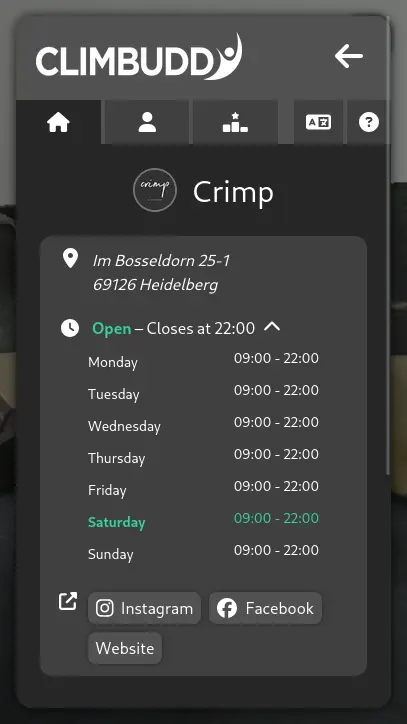 CLIMBUDDY
crimp
Crimp
Im Bosseldorn 25-1
69126 Heidelberg
Open – Closes at 22:00
Monday 09:00 - 22:00
Tuesday 09:00 - 22:00
Wednesday 09:00 - 22:00
Thursday 09:00 - 22:00
Friday 09:00 - 22:00
Saturday 09:00 - 22:00
Sunday 09:00 - 22:00
Instagram Facebook
Website